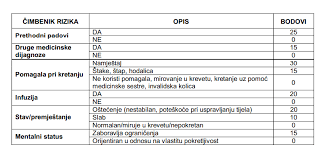 ČIMBENIK RIZIKA OPIS BODOVI
Prethodni padovi DA 25
NE 0
Druge medicinske dijagnoze DA 15
NE 0
Pomagala pri kretanju Namještaj 30
Štake, štap, hodalica 15
Ne koristi pomagala, mirovanje u krevetu, kretanje uz pomoć
medicinske sestre, invalidska kolica 0
Infuzija DA 20
NE 0
Stav/premještanje Oštećenje (nestabilan, poteškoće pri uspravljanju tijela) 20
Slab 10
Normalan/miruje u krevetu/nepokretan 0
Mentalni status Zaboravlja ograničenja 15
Orijentiran u odnosu na vlastitu pokretljivost 0